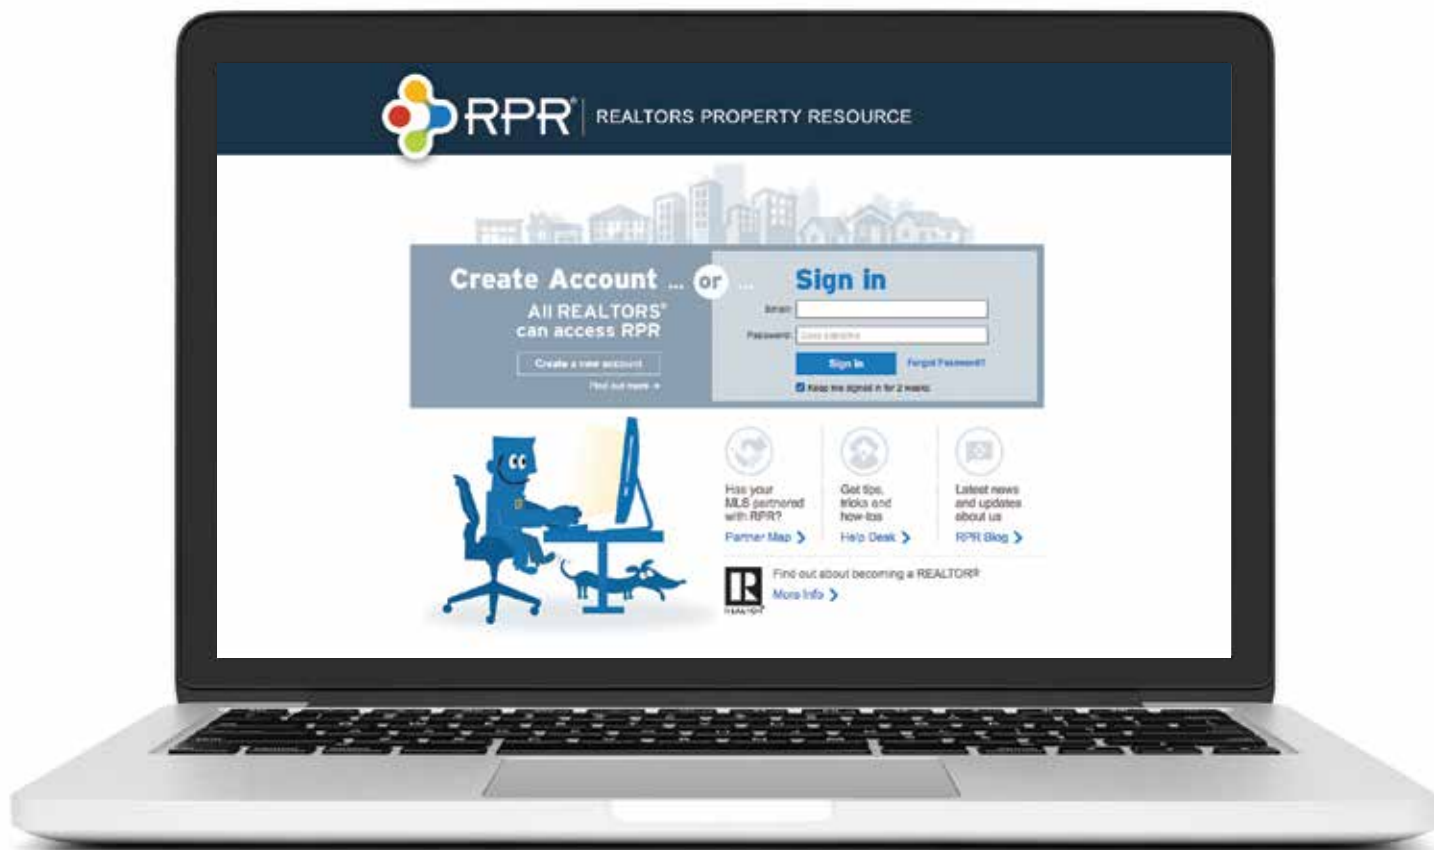 RPR® REALTORS PROPERTY RESOURCE
Create Account ... or ...
All REALTORS®
can access RPR
Create a new account
Find out more
Sign in
Email:
Password:
Sign In Forgot Password?
Keep me signed in for 2 weeks
Has your
MLS partnered
with RPR?
Partner Map
Get tips,
tricks and
how-tos
Help Desk
Latest news
and updates
about us
RPR Blog
Find out about becoming a REALTOR®
More Info
REALTOR®